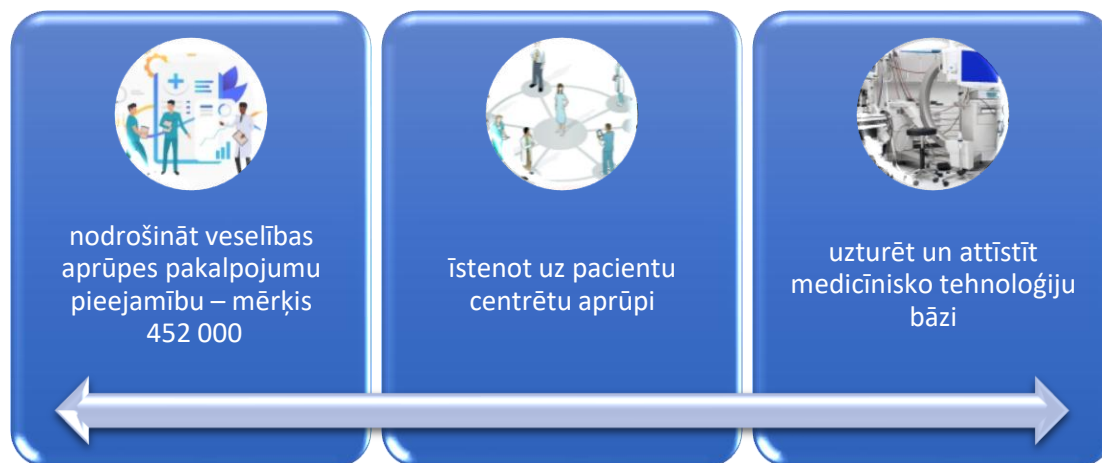 nodrošināt veselības
aprūpes pakalpojumu
pieejamību – mērķis
452 000
īstenot uz pacientu
centrētu aprūpi
uzturēt un attīstīt
medicīnisko tehnoloģiju
bāzi